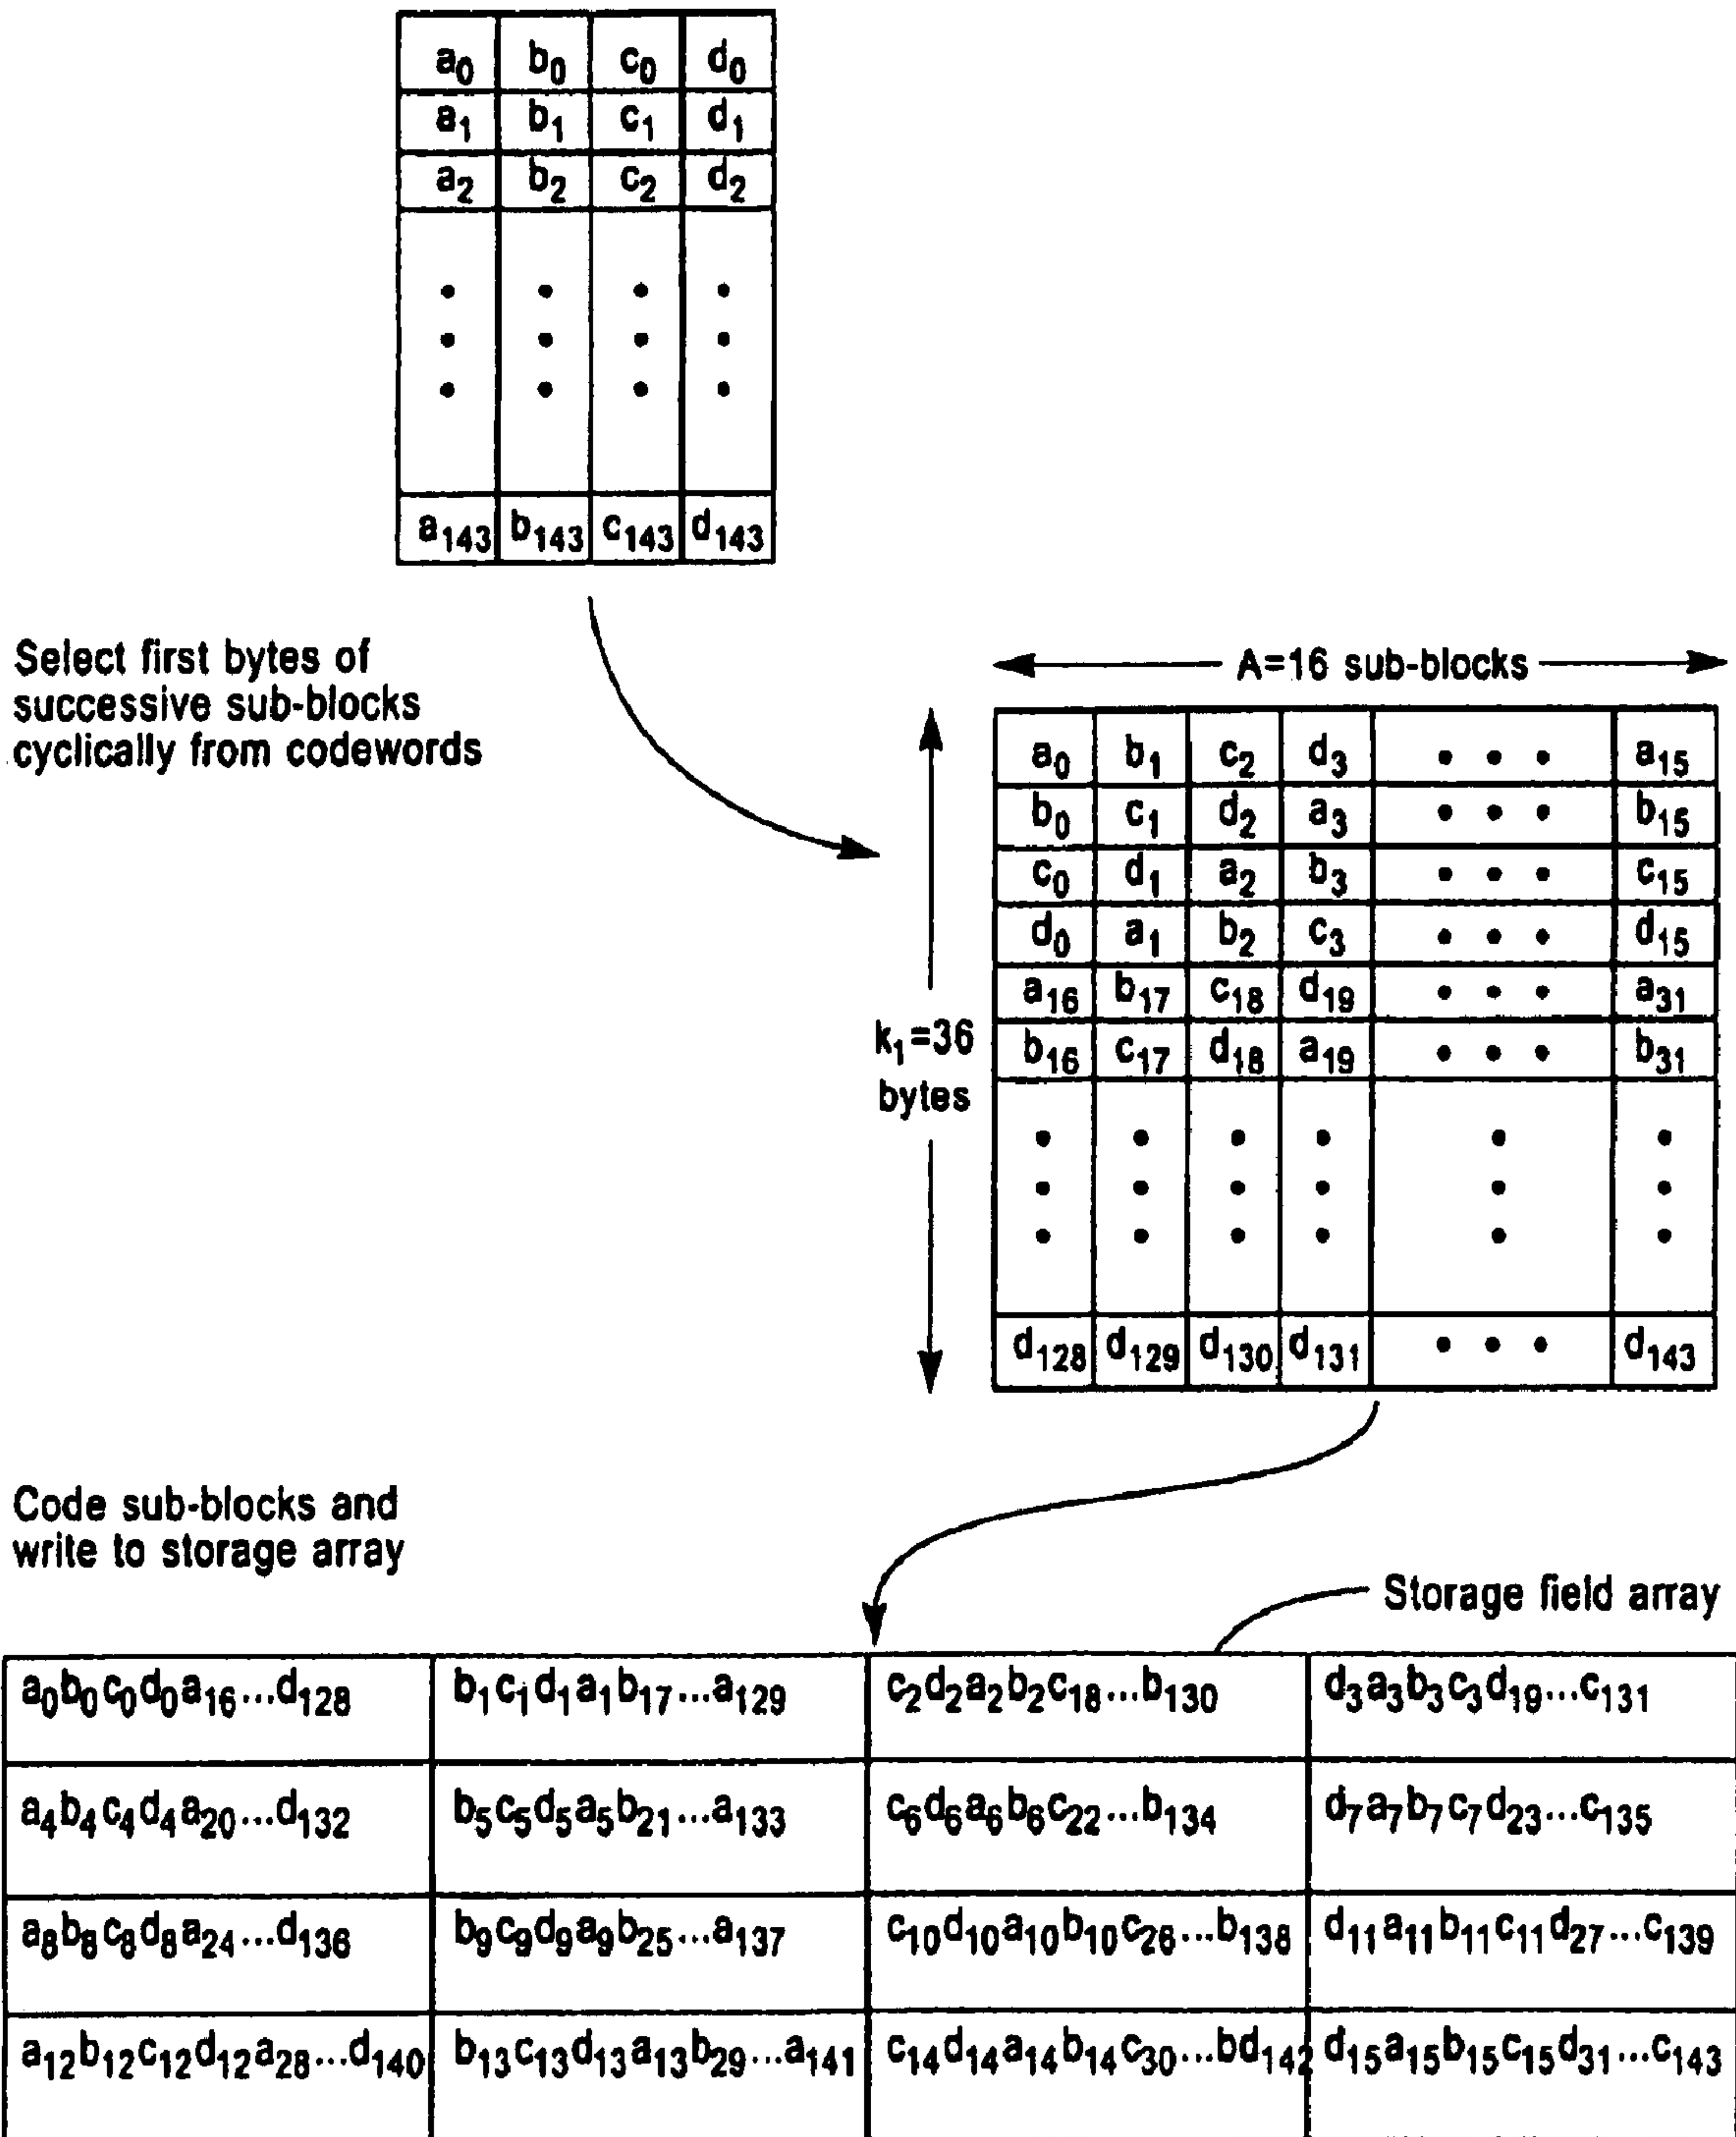 a₀ b₀ c₀ d₀
a₁ b₁ c₁ d₁
a₂ b₂ c₂ d₂
a₁₄₃ b₁₄₃ c₁₄₃ d₁₄₃
Select first bytes of
successive sub-blocks
cyclically from codewords
A=16 sub-blocks
k₁=36
bytes
a₀ b₁ c₂ d₃ • • • a₁₅
b₀ c₁ d₂ a₃ • • • b₁₅
c₀ d₁ a₂ b₃ • • • c₁₅
d₀ a₁ b₂ c₃ • • • d₁₅
a₁₆ b₁₇ c₁₈ d₁₉ • • • a₃₁
b₁₆ c₁₇ d₁₈ a₁₉ • • • b₃₁
d₁₂₈ d₁₂₉ d₁₃₀ d₁₃₁ • • • d₁₄₃
Code sub-blocks and
write to storage array
Storage field array
a₀b₀c₀d₀a₁₆...d₁₂₈ b₁c₁d₁a₁b₁₇...a₁₂₉ c₂d₂a₂b₂c₁₈...b₁₃₀ d₃a₃b₃c₃d₁₉...c₁₃₁
a₄b₄c₄d₄a₂₀...d₁₃₂ b₅c₅d₅a₅b₂₁...a₁₃₃ c₆d₆a₆b₆c₂₂...b₁₃₄ d₇a₇b₇c₇d₂₃...c₁₃₅
a₈b₈c₈d₈a₂₄...d₁₃₆ b₉c₉d₉a₉b₂₅...a₁₃₇ c₁₀d₁₀a₁₀b₁₀c₂₆...b₁₃₈ d₁₁a₁₁b₁₁c₁₁d₂₇...c₁₃₉
a₁₂b₁₂c₁₂d₁₂a₂₈...d₁₄₀ b₁₃c₁₃d₁₃a₁₃b₂₉...a₁₄₁ c₁₄d₁₄a₁₄b₁₄c₃₀...bd₁₄₂ d₁₅a₁₅b₁₅c₁₅d₃₁...c₁₄₃